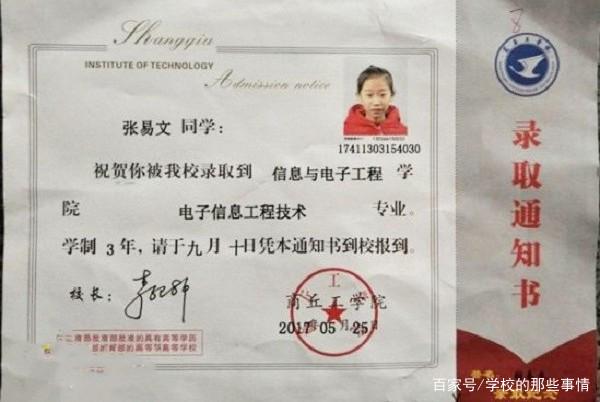 8
Shangqiu
INSTITUTE OF TECHNOLOGY
Admission notice
17411303154030
张易文 同学：
祝贺你被我校录取到 信息与电子工程 学
院 电子信息工程技术 专业。
学制 3 年，请于九月十日凭本通知书到校报到。
校长：
商丘工学院
2017 05 25
录取通知书
百家号/学校的那些事情